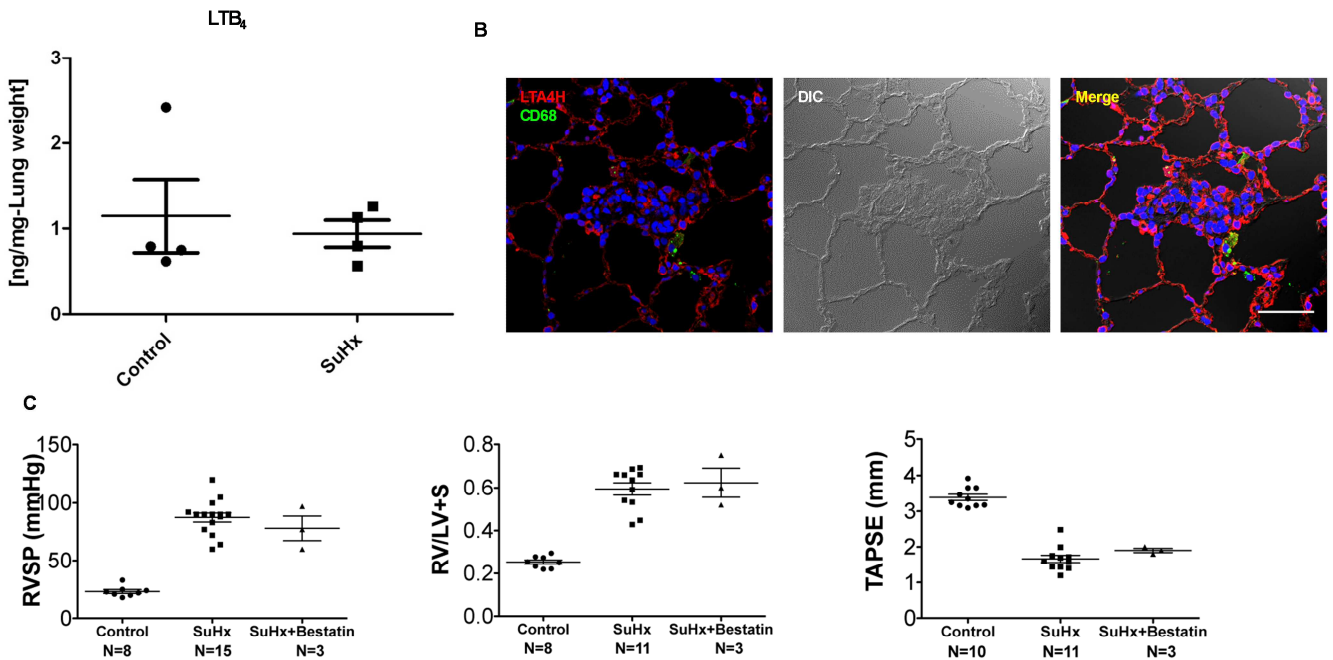 LTB4
B
[ng/mg-Lung weight]
3
2
1
0
Control
SuHx
LTA4H
CD68
DIC
Merge
C
RVSP (mmHg)
150
100
50
0
Control
SuHx
SuHx+Bestatin
N=8
N=15
N=3
RV/LV+S
0.8
0.6
0.4
0.2
0.0
Control
SuHx
SuHx+Bestatin
N=8
N=11
N=3
TAPSE (mm)
5
4
3
2
1
0
Control
SuHx
SuHx+Bestatin
N=10
N=11
N=3